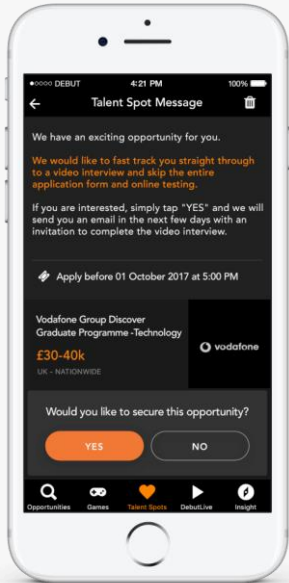 DEBUT 4:21 PM 100%
Talent Spot Message
We have an exciting opportunity for you.
We would like to fast track you straight through
to a video interview and skip the entire
application form and online testing.
If you are interested, simply tap "YES" and we will
send you an email in the next few days with an
invitation to complete the video interview.
Apply before 01 October 2017 at 5:00 PM
Vodafone Group Discover
Graduate Programme -Technology
£30-40k
UK - NATIONWIDE
vodafone
Would you like to secure this opportunity?
YES NO
Opportunities Games Talent Spots DebutLive Insight